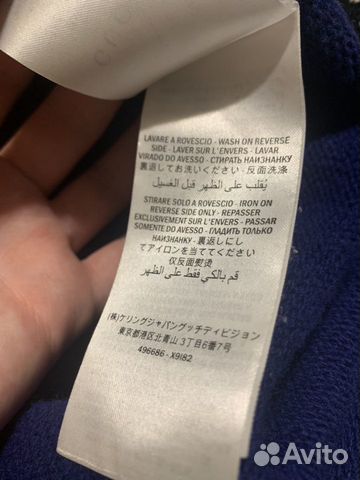 LAVARE A ROVESCIO - WASH ON REVERSE
SIDE - LAVER SUR L'ENVERS - LAVAR
VIRADO DO AVESSO - СТИРАТЬ НАИЗНАНКУ
裏返してお洗いください - 反面洗涤
يُقلب على الظهر قبل الغسيل
STIRARE SOLO A ROVESCIO - IRON ON
REVERSE SIDE ONLY - REPASSER
EXCLUSIVEMENT SUR L'ENVERS - PASSAR
SOMENTE DO AVESSO - ГЛАДИТЬ ТОЛЬКО
НАИЗНАНКУ - 裏返しにし
てアイロンを当ててください
仅反面熨烫
قم بالكي فقط على الظهر
(株)ケリングジャパングッチディビジョン
東京都港区北青山3丁目6番7号
496686 - X9I82
Avito